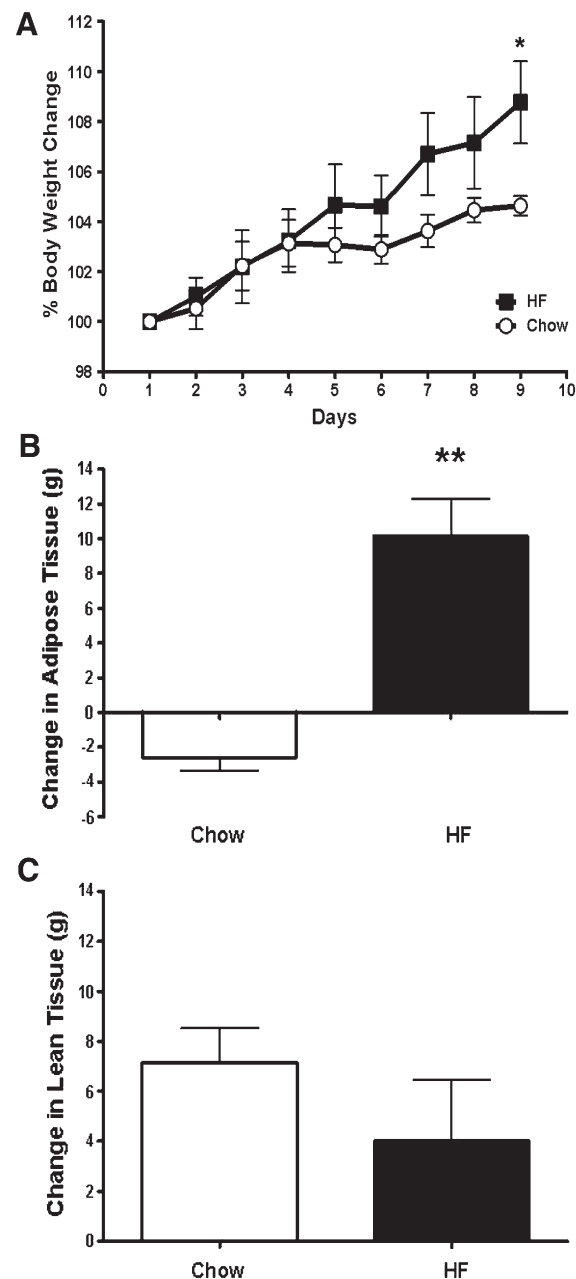 A
% Body Weight Change
112
110
108
106
104
102
100
98
*
HF
Chow
0 1 2 3 4 5 6 7 8 9 10
Days
B
Change in Adipose Tissue (g)
**
14
12
10
8
6
4
2
0
-2
-4
-6
Chow HF
C
Change in Lean Tissue (g)
14
12
10
8
6
4
2
0
Chow HF